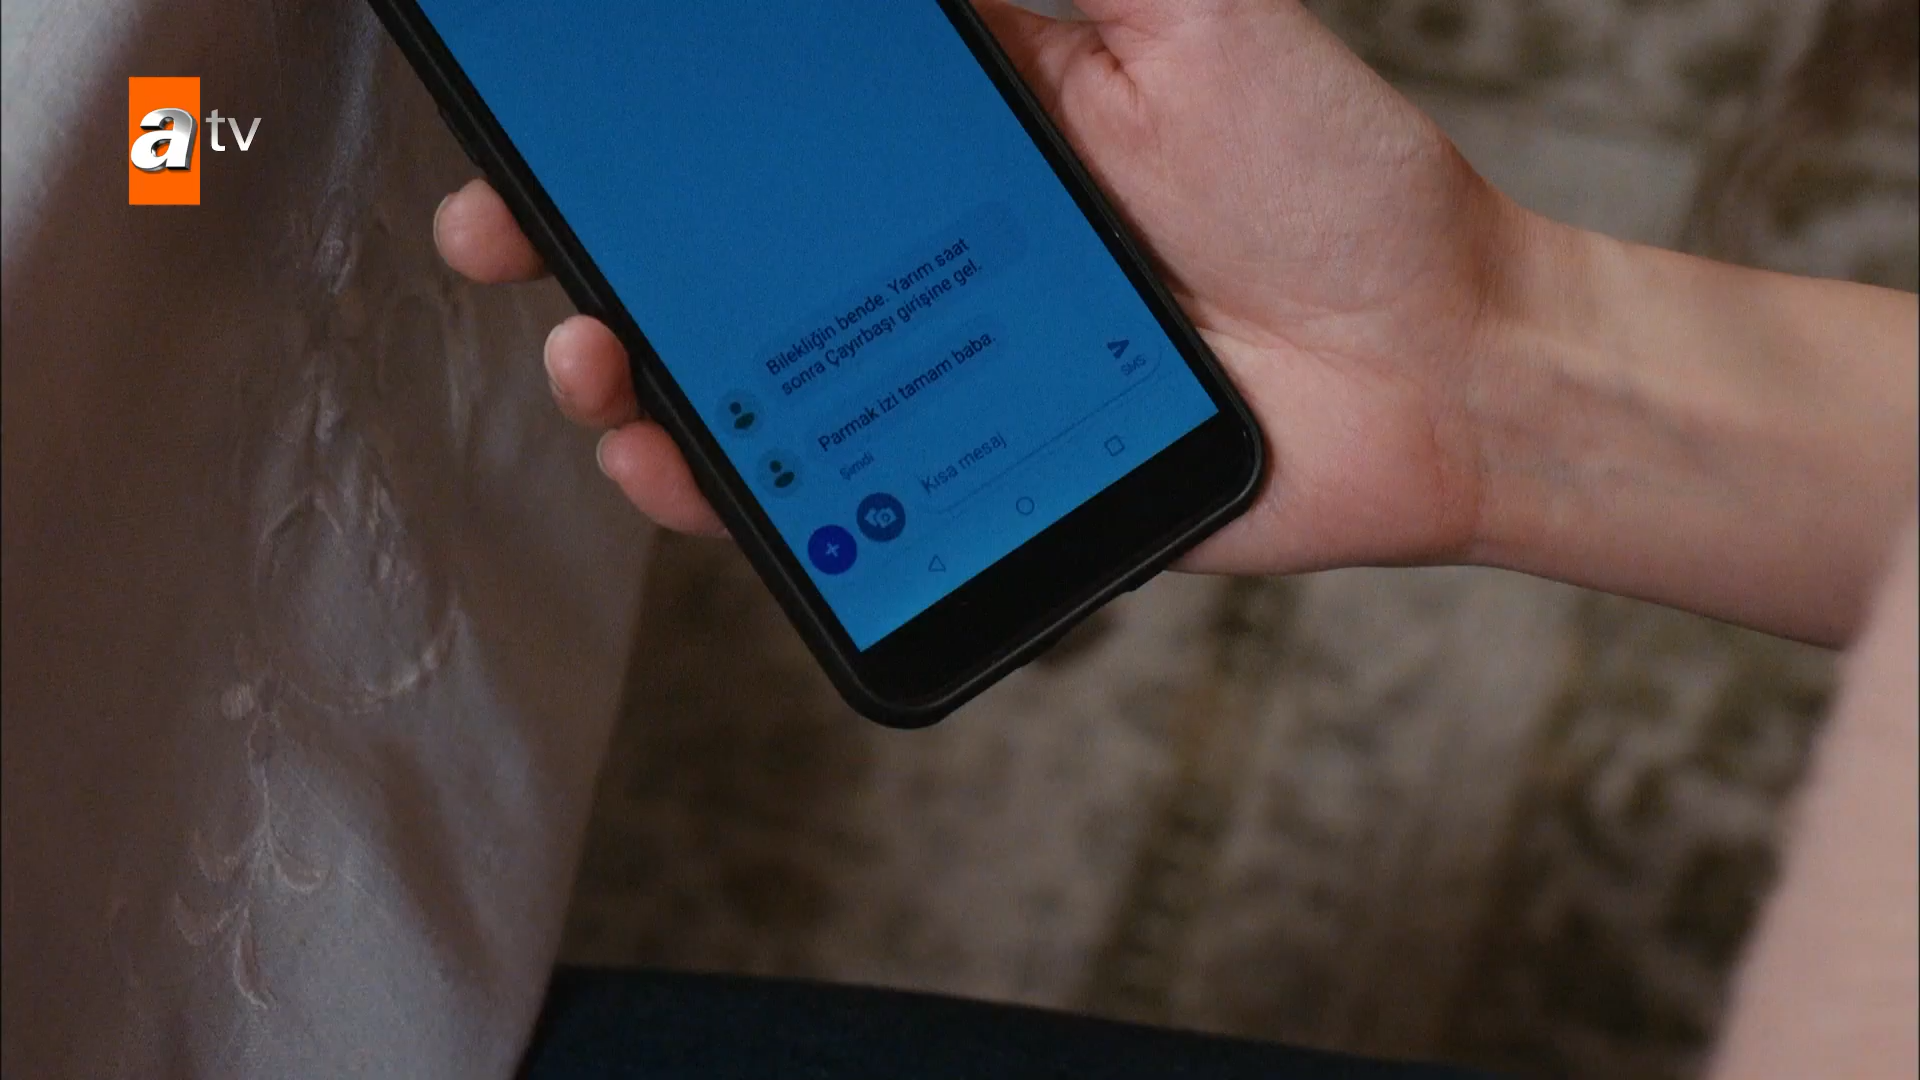 atv
Bilekliğin bende. Yarım saat
sonra Çayırbaşı girişine gel.
Parmak izi tamam baba.
Şimdi
Kısa mesaj
SMS